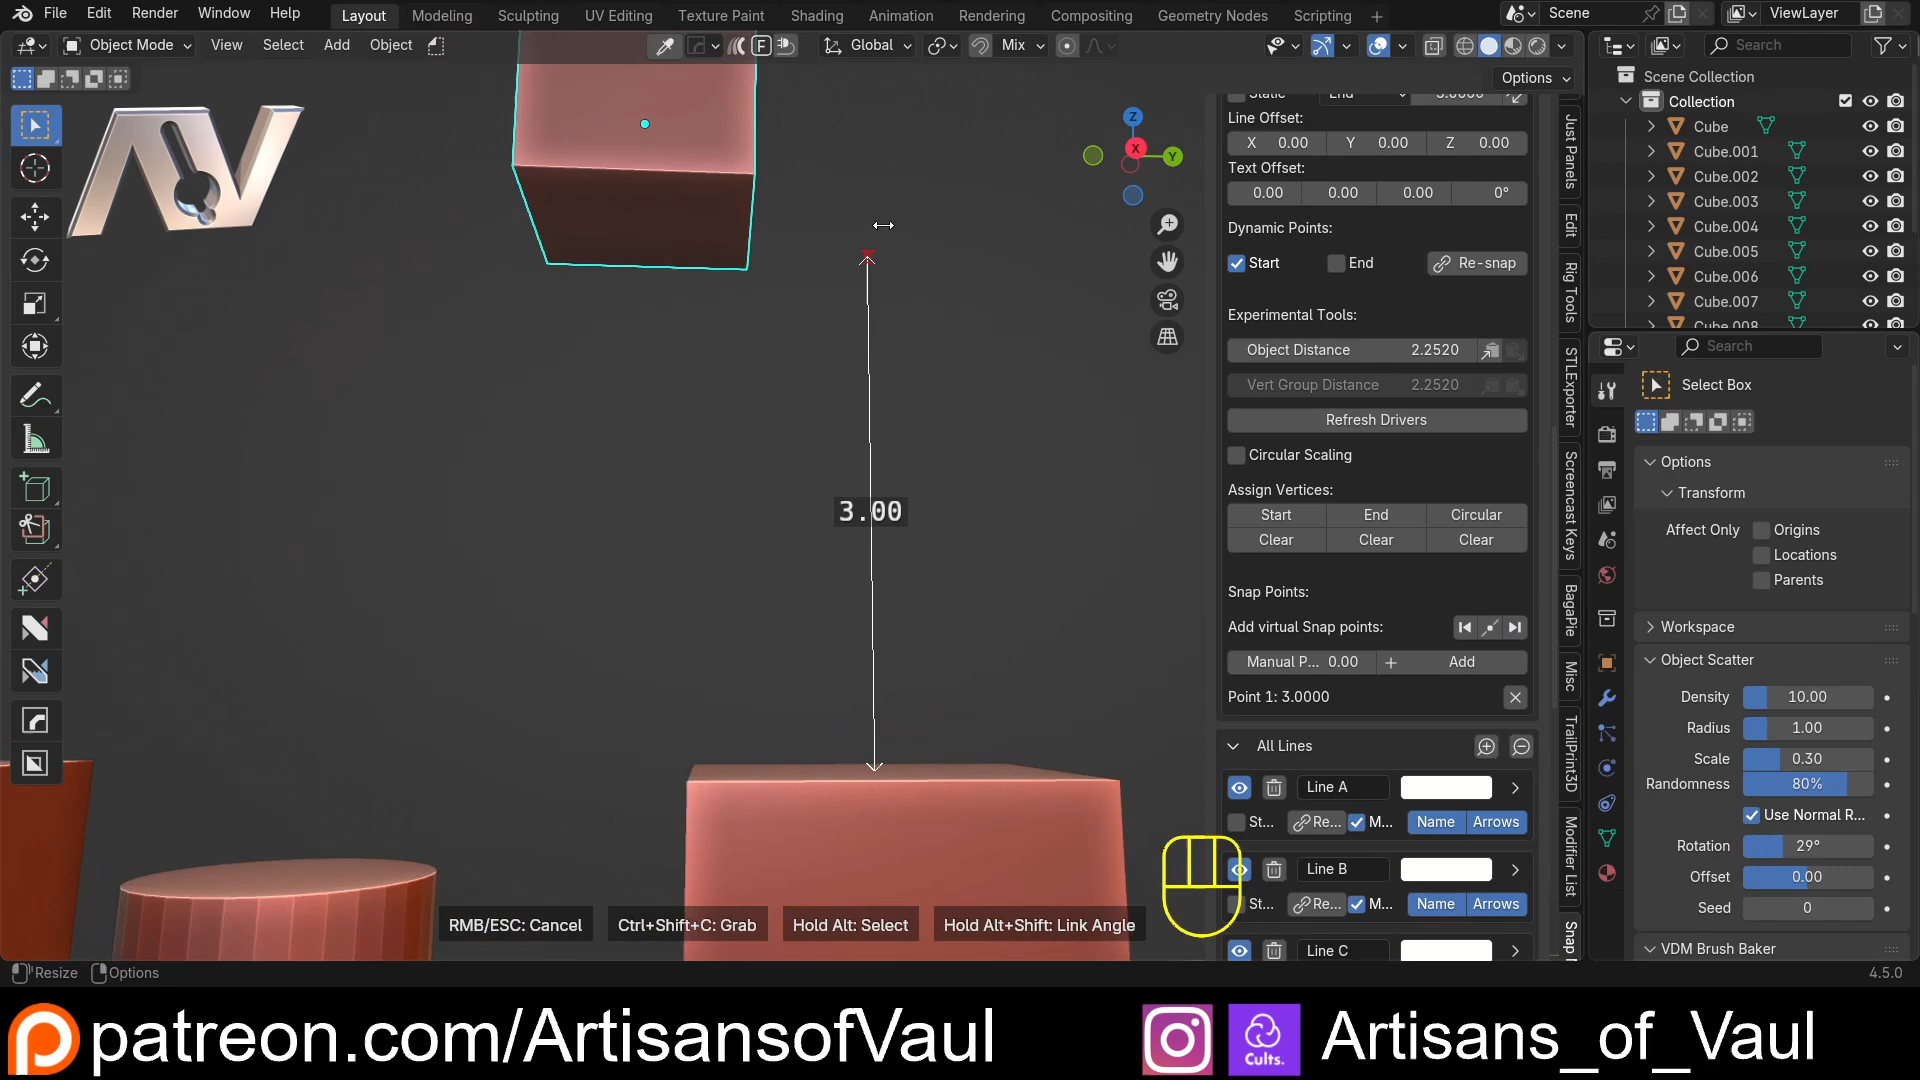 File Edit Render Window Help
Layout Modeling Sculpting UV Editing Texture Paint Shading Animation Rendering Compositing Geometry Nodes Scripting +
Scene
ViewLayer
Object Mode View Select Add Object
F
Global
Mix
Search
Options
Scene Collection
Collection
Cube
Cube.001
Cube.002
Cube.003
Cube.004
Cube.005
Cube.006
Cube.007
Cube.008
Z
X
Y
Static End 3.0000
Line Offset:
X 0.00 Y 0.00 Z 0.00
Text Offset:
0.00 0.00 0.00 0°
Dynamic Points:
Start End Re-snap
Experimental Tools:
Object Distance 2.2520
Vert Group Distance 2.2520
Refresh Drivers
Circular Scaling
Assign Vertices:
Start End Circular
Clear Clear Clear
Snap Points:
Add virtual Snap points:
Manual P... 0.00 + Add
Point 1: 3.0000
All Lines
Line A
St... Re... M... Name Arrows
Line B
St... Re... M... Name Arrows
Line C
Just Panels
Edit
Rig Tools
STLExporter
Screencast Keys
BagaPie
Misc
TrailPrint3D
Modifier List
Snap
Search
Select Box
Options
Transform
Affect Only Origins
Locations
Parents
Workspace
Object Scatter
Density 10.00
Radius 1.00
Scale 0.30
Randomness 80%
Use Normal R...
Rotation 29°
Offset 0.00
Seed 0
VDM Brush Baker
3.00
RMB/ESC: Cancel
Ctrl+Shift+C: Grab
Hold Alt: Select
Hold Alt+Shift: Link Angle
Resize Options
4.5.0
patreon.com/ArtisansofVaul
Cults.
Artisans_of_Vaul